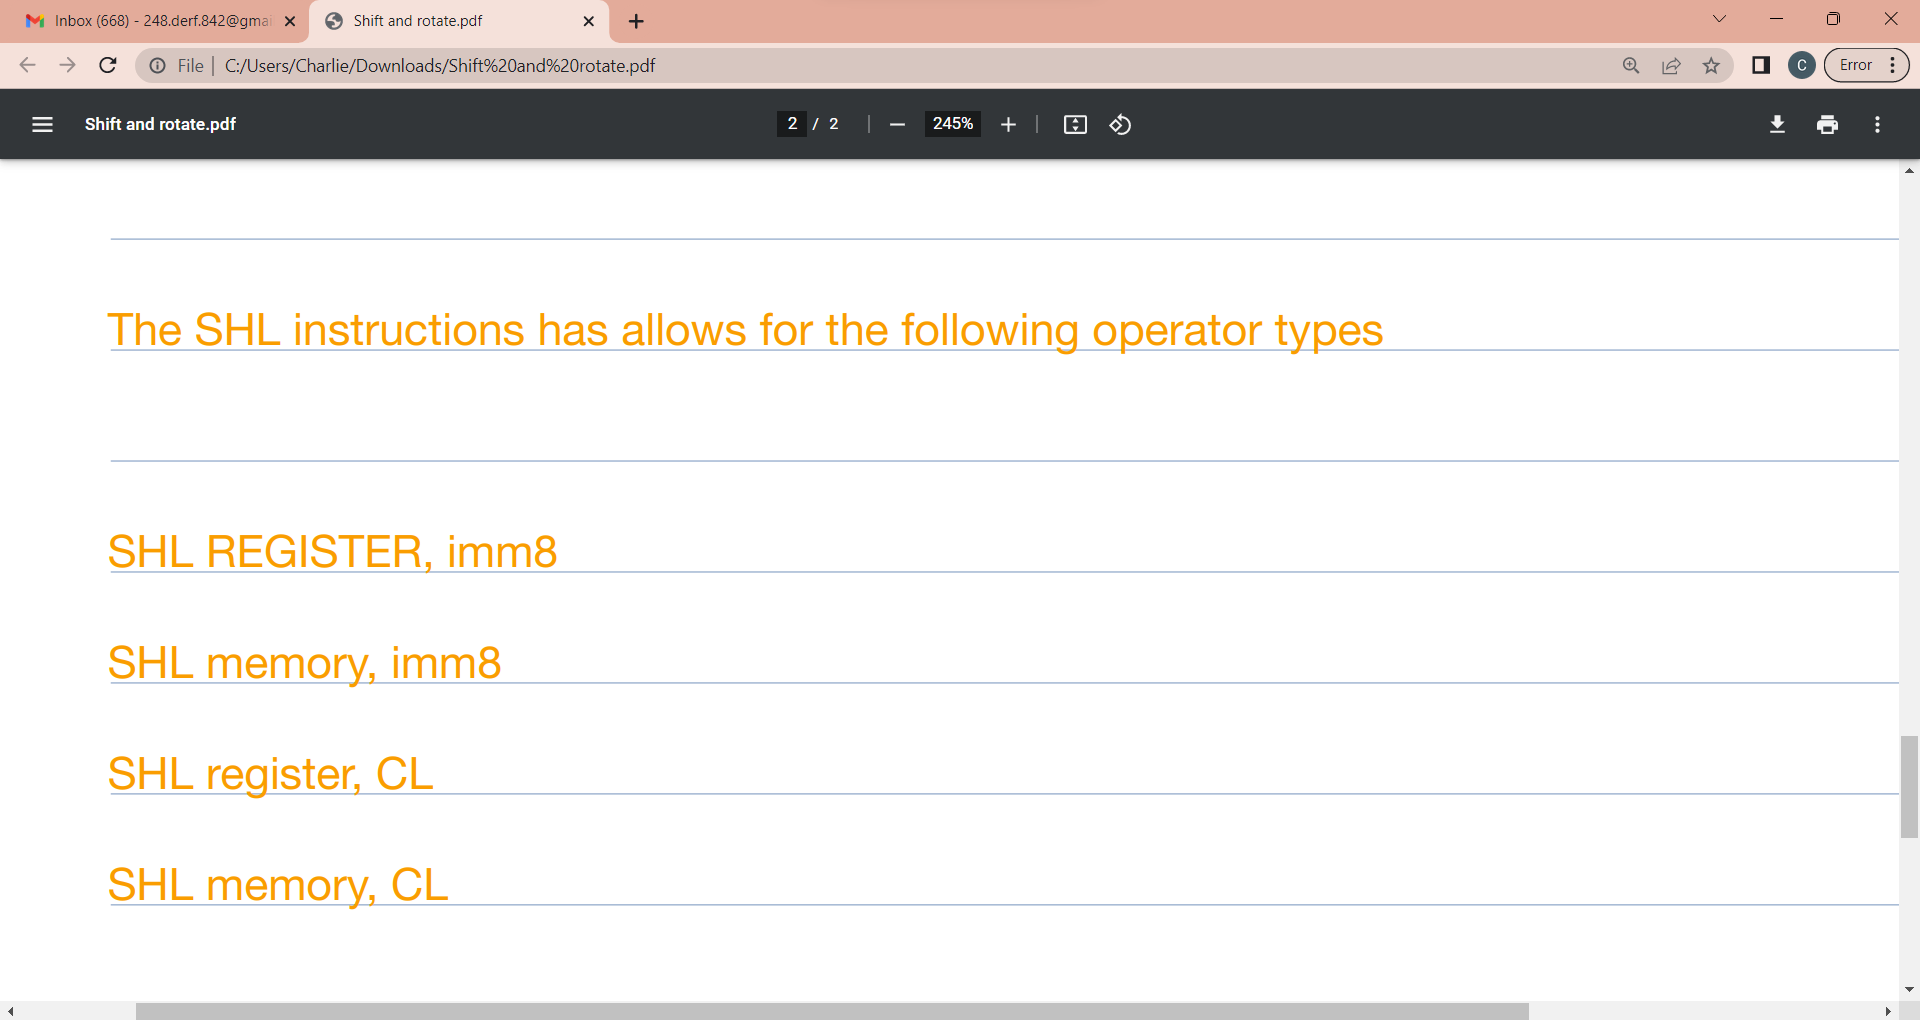 Inbox (668) - 248.derf.842@gmai
Shift and rotate.pdf
File
C:/Users/Charlie/Downloads/Shift%20and%20rotate.pdf
C
Error
Shift and rotate.pdf
2 / 2
245%
The SHL instructions has allows for the following operator types
SHL REGISTER, imm8
SHL memory, imm8
SHL register, CL
SHL memory, CL